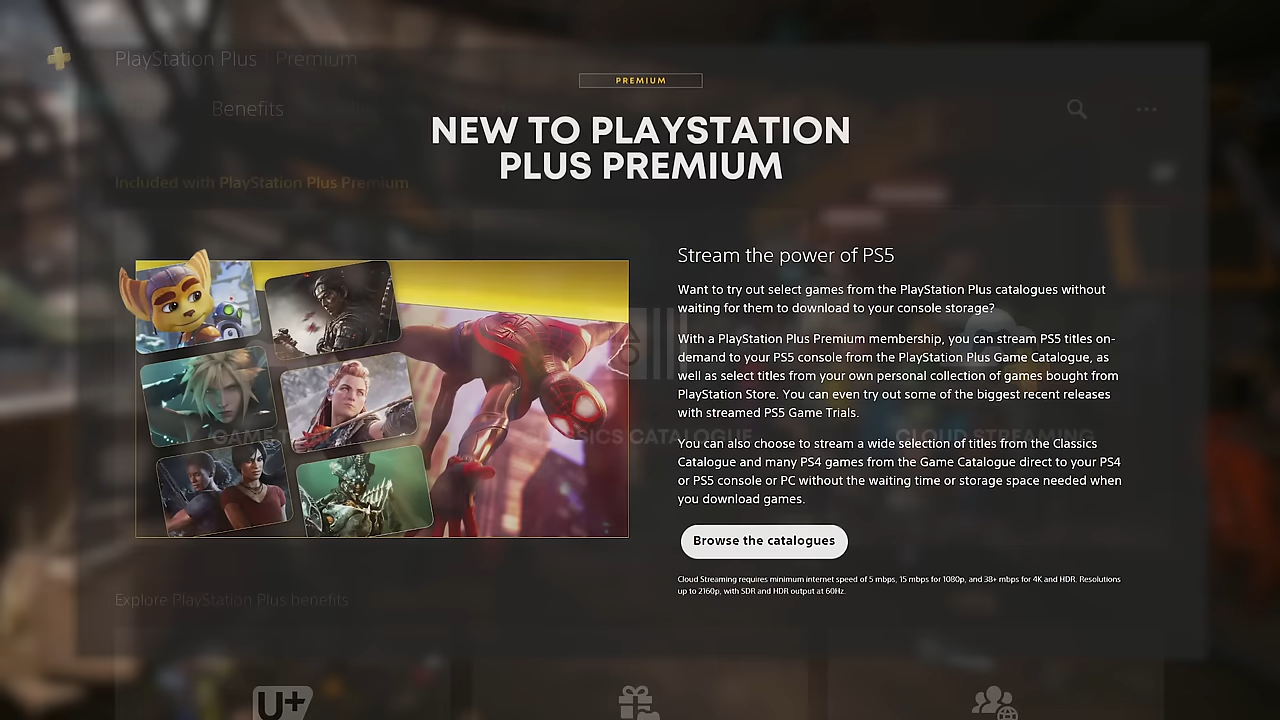 PlayStation Plus Premium
PREMIUM
Benefits
NEW TO PLAYSTATION
PLUS PREMIUM
Included with PlayStation Plus Premium
Stream the power of PS5
Want to try out select games from the PlayStation Plus catalogues without
waiting for them to download to your console storage?
With a PlayStation Plus Premium membership, you can stream PS5 titles on-
demand to your PS5 console from the PlayStation Plus Game Catalogue, as
well as select titles from your own personal collection of games bought from
PlayStation Store. You can even try out some of the biggest recent releases
with streamed PS5 Game Trials.
CLASSICS CATALOGUE
CLOUD STREAMING
You can also choose to stream a wide selection of titles from the Classics
Catalogue and many PS4 games from the Game Catalogue direct to your PS4
or PS5 console or PC without the waiting time or storage space needed when
you download games.
Browse the catalogues
Cloud Streaming requires minimum internet speed of 5 mbps, 15 mbps for 1080p, and 38+ mbps for 4K and HDR. Resolutions
up to 2160p, with SDR and HDR output at 60Hz.
Explore PlayStation Plus benefits
U+